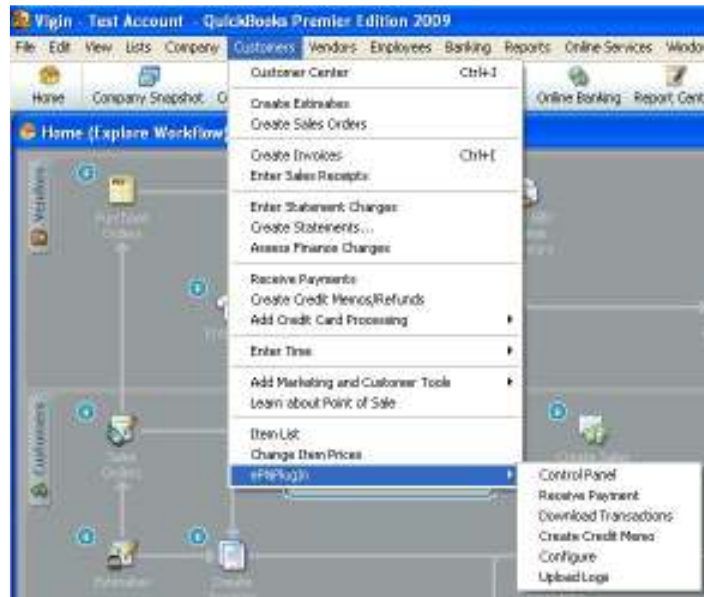 Vigin - Test Account - QuickBooks Premier Edition 2009
File Edit View Lists Company Customers Vendors Employees Banking Reports Online Services Window
Home Company Snapshot Online Banking Report Cent
Home (Explore Workflow)
Customer Center Ctrl+J
Create Estimates
Create Sales Orders
Create Invoices Ctrl+I
Enter Sales Receipts
Enter Statement Charges
Create Statements...
Assess Finance Charges
Receive Payments
Create Credit Memos/Refunds
Add Credit Card Processing
Enter Time
Add Marketing and Customer Tools
Learn about Point of Sale
Item List
Change Item Prices
ePNPlugIn
Control Panel
Receive Payment
Download Transactions
Create Credit Memo
Configure
Upload Logs
Vendors
Purchase
Orders
Customers
Sales
Orders
Create Sales
Estimates
Create